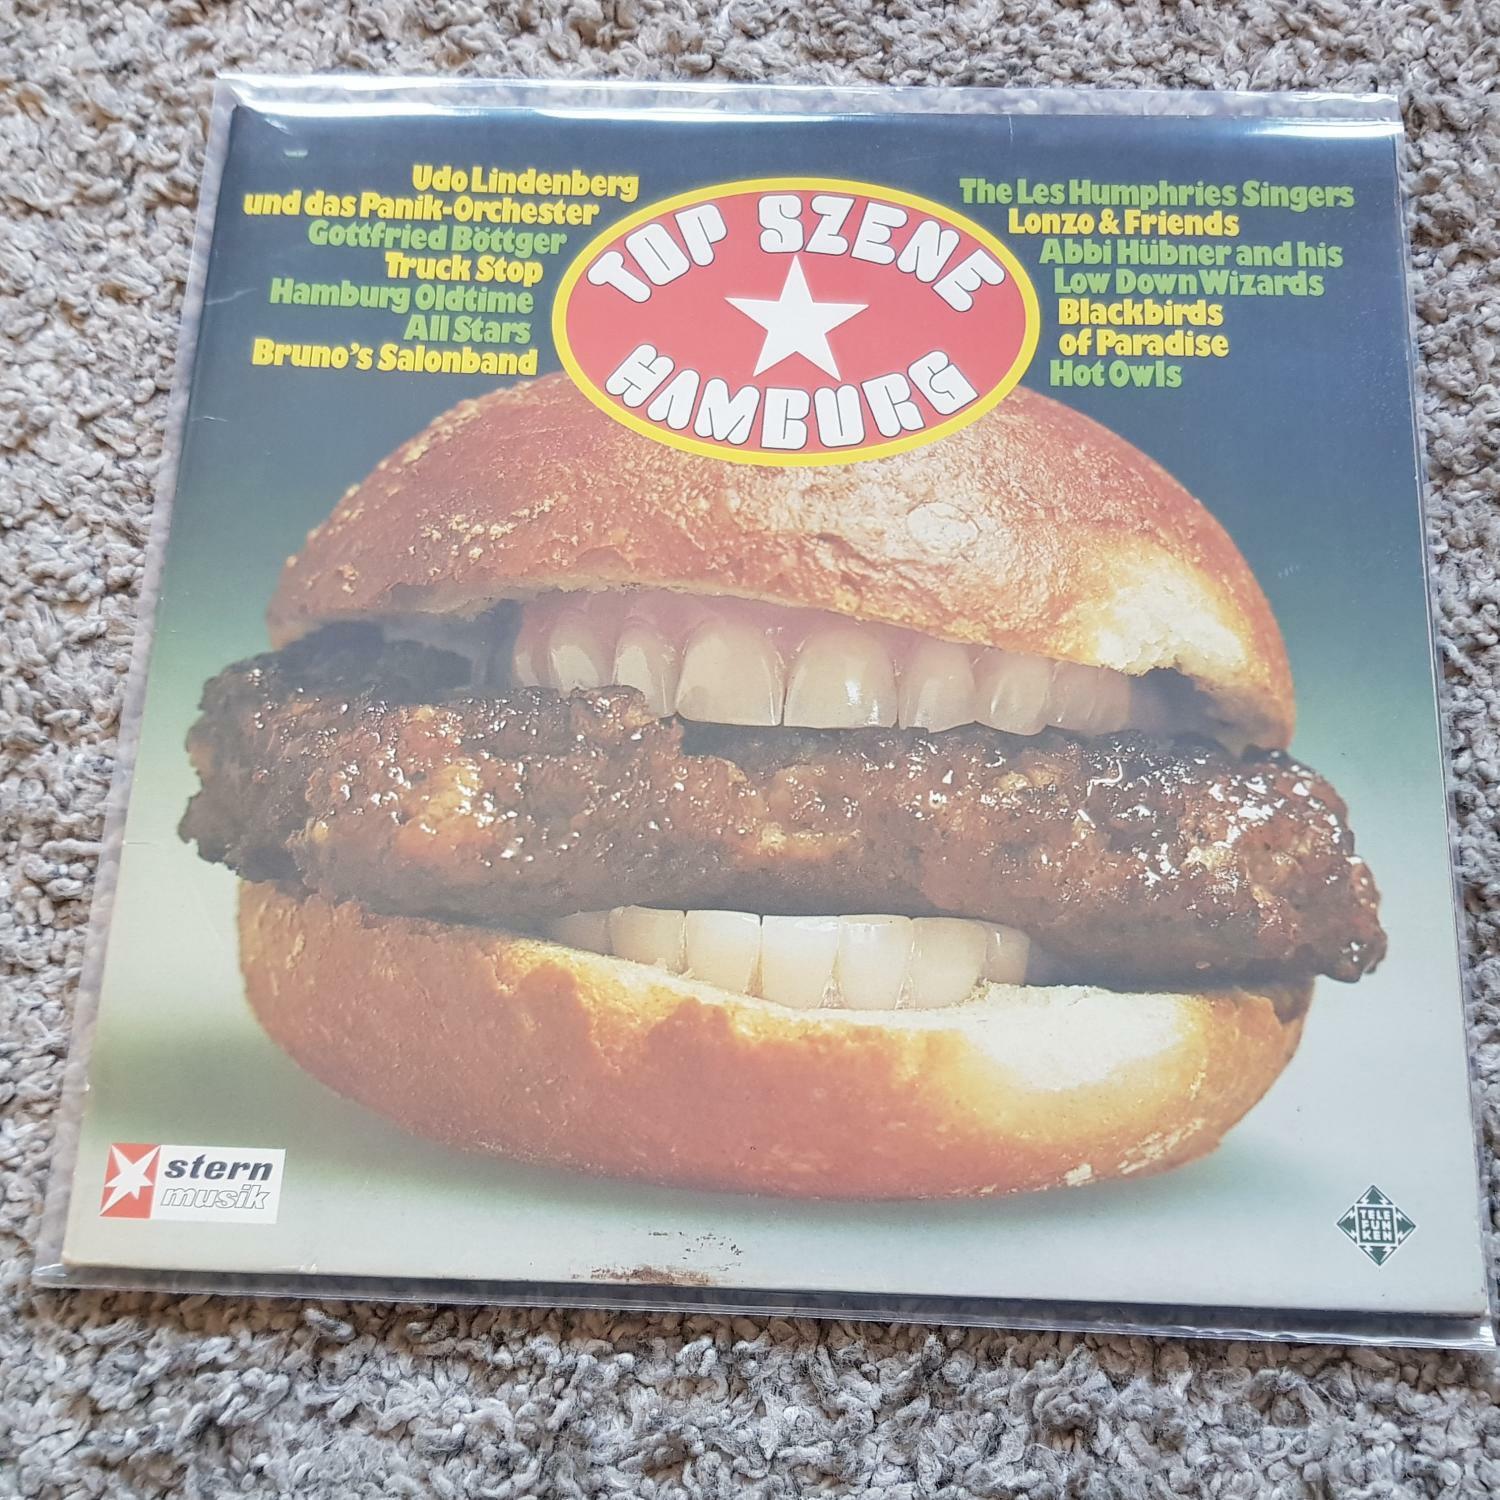 Udo Lindenberg
und das Panik-Orchester
Gottfried Böttger
Truck Stop
Hamburg Oldtime
All Stars
Bruno's Salonband
TOP SZENE
HAMBURG
The Les Humphries Singers
Lonzo & Friends
Abbi Hübner and his
Low Down Wizards
Blackbirds
of Paradise
Hot Owls
stern
musik
TELE
FUN
KEN